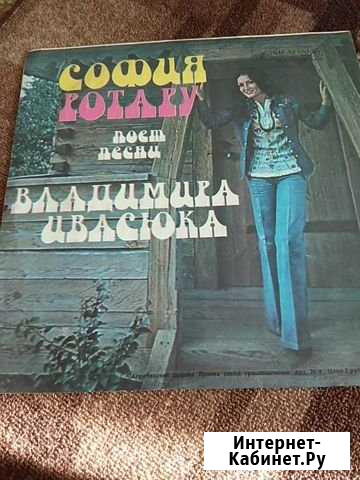 СОФИЯ
РОТАРУ
поет
песни
ВЛАДИМИРА
ИВАСЮКА
Интернет-
Кабинет.Ру